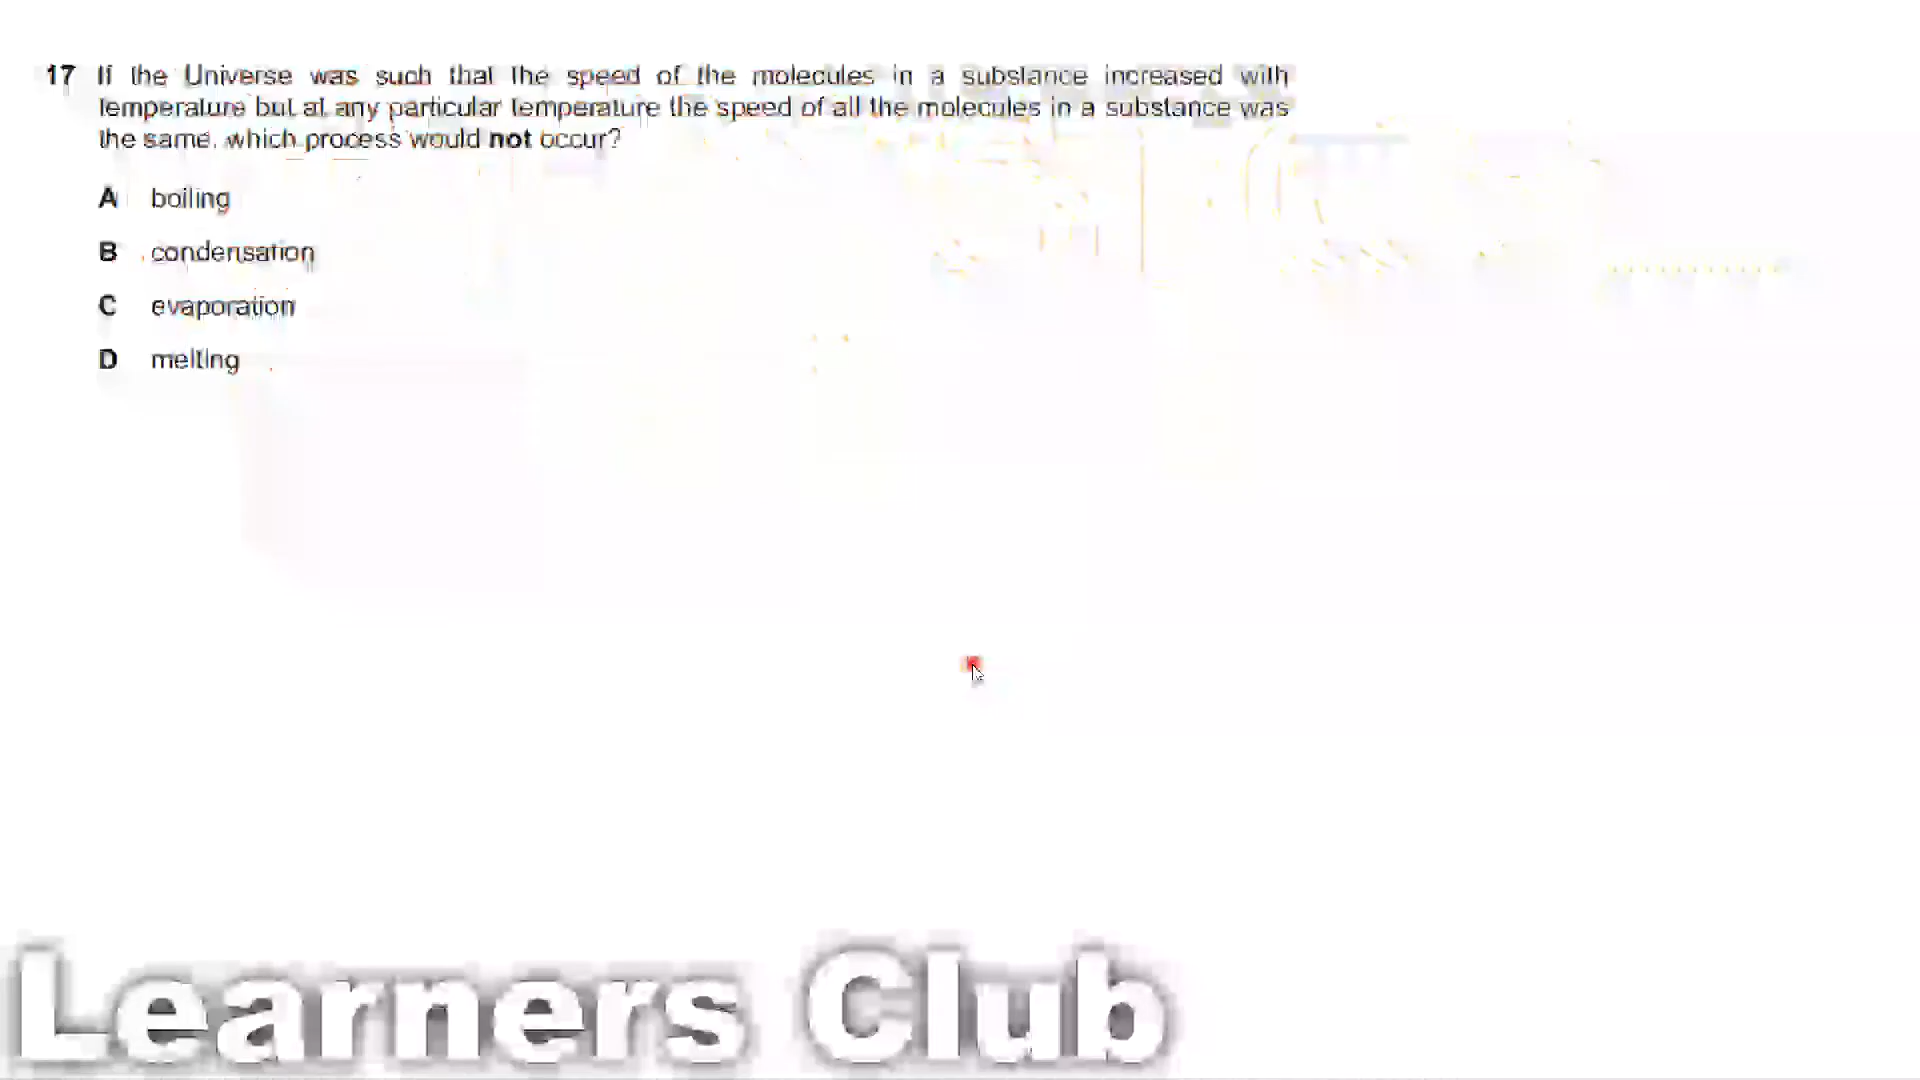 17 If the Universe was such that the speed of the molecules in a substance increased with
temperature but at any particular temperature the speed of all the molecules in a substance was
the same, which process would not occur?
A boiling
B condensation
C evaporation
D melting
Learners Club